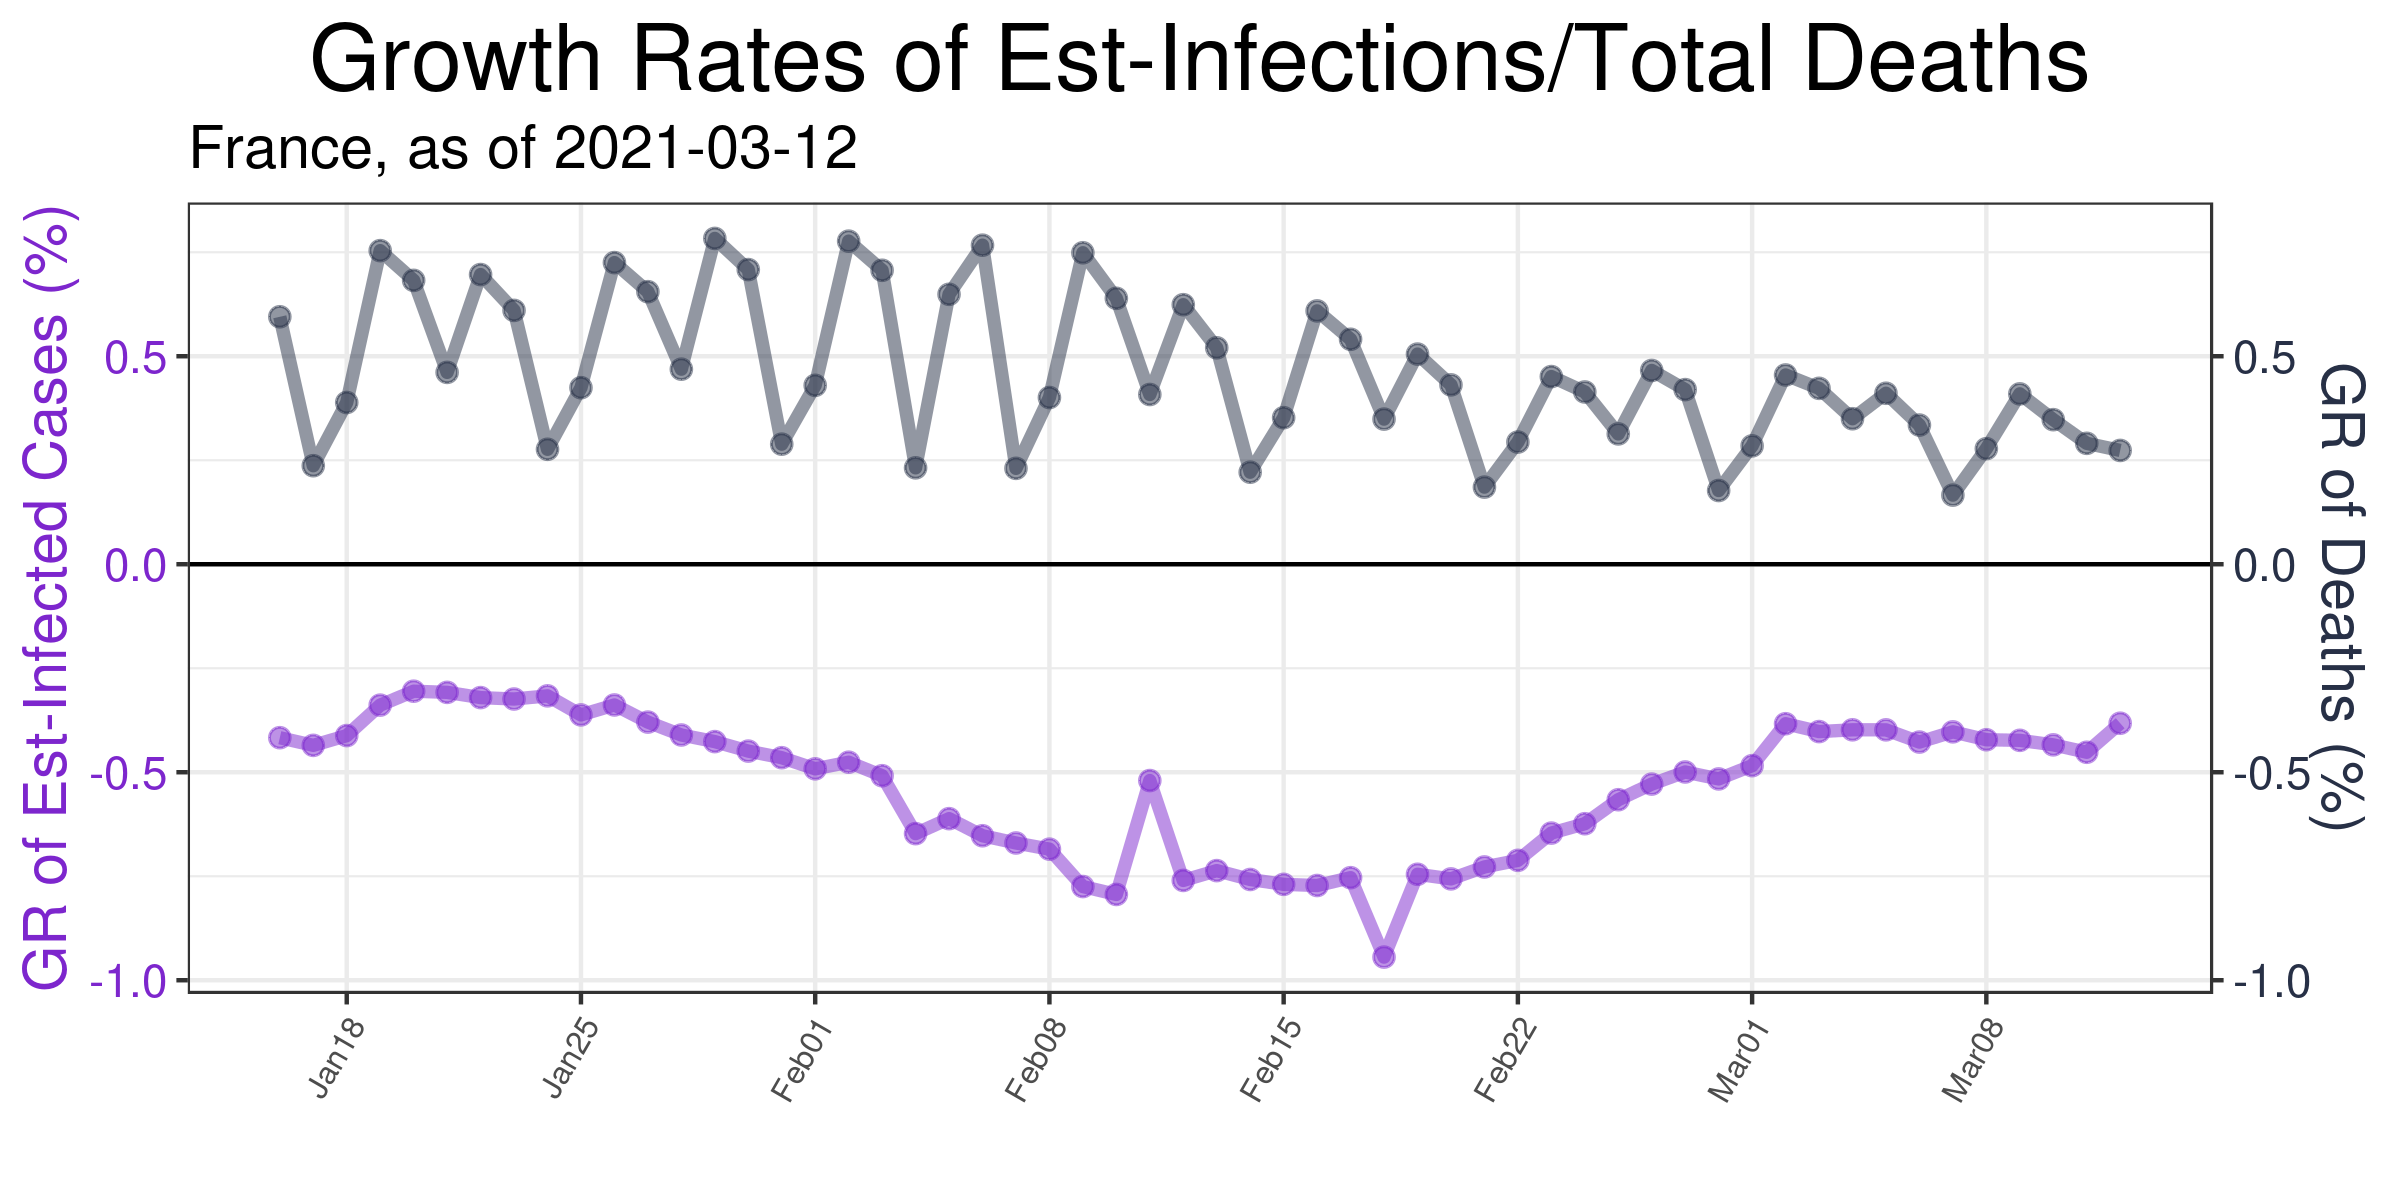 Growth Rates of Est-Infections/Total Deaths
France, as of 2021-03-12
GR of Est-Infected Cases (%)
0.5
0.0
-0.5
-1.0
0.5
0.0
-0.5
-1.0
GR of Deaths (%)
Jan18
Jan25
Feb01
Feb08
Feb15
Feb22
Mar01
Mar08